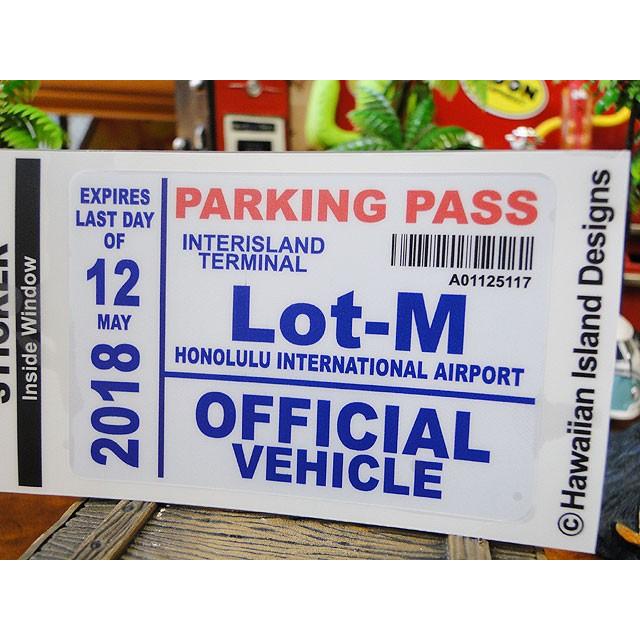 Inside Window
EXPIRES
LAST DAY
OF
12
MAY
2018
PARKING PASS
INTERISLAND
TERMINAL
A01125117
Lot-M
HONOLULU INTERNATIONAL AIRPORT
OFFICIAL
VEHICLE
©Hawaiian Island Designs